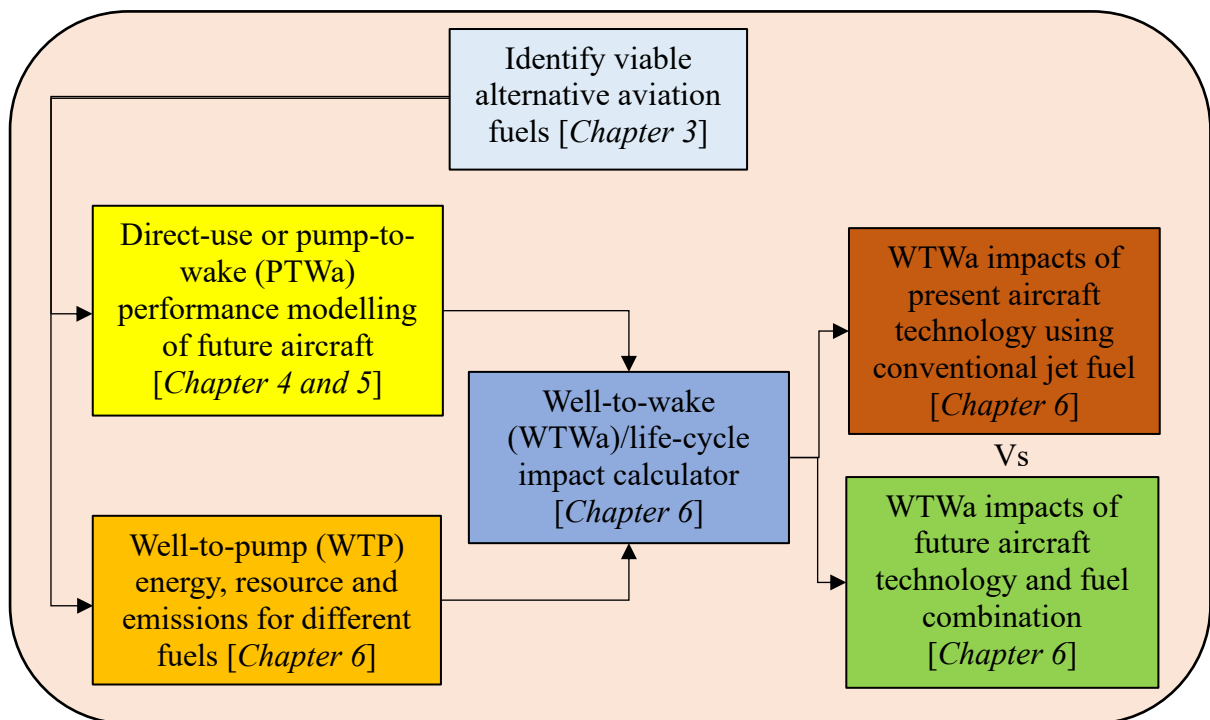 Identify viable
alternative aviation
fuels [Chapter 3]
Direct-use or pump-to-
wake (PTWa)
performance modelling
of future aircraft
[Chapter 4 and 5]
Well-to-pump (WTP)
energy, resource and
emissions for different
fuels [Chapter 6]
Well-to-wake
(WTWa)/life-cycle
impact calculator
[Chapter 6]
WTWa impacts of
present aircraft
technology using
conventional jet fuel
[Chapter 6]
Vs
WTWa impacts of
future aircraft
technology and fuel
combination
[Chapter 6]